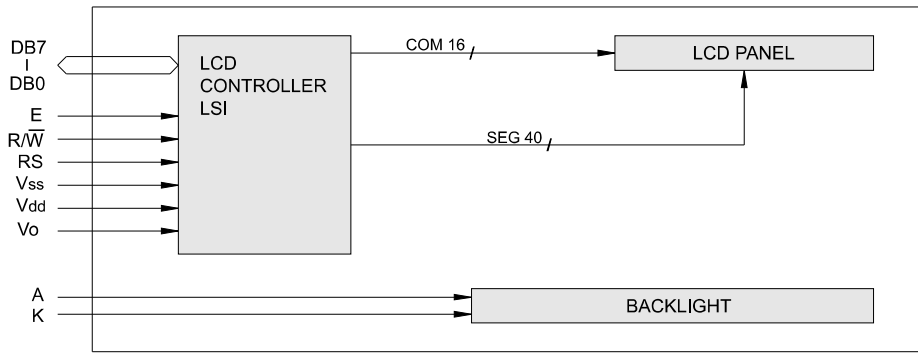 DB7
DB0
E
R/W̅
RS
Vss
Vdd
Vo
A
K
LCD
CONTROLLER
LSI
COM 16
SEG 40
LCD PANEL
BACKLIGHT